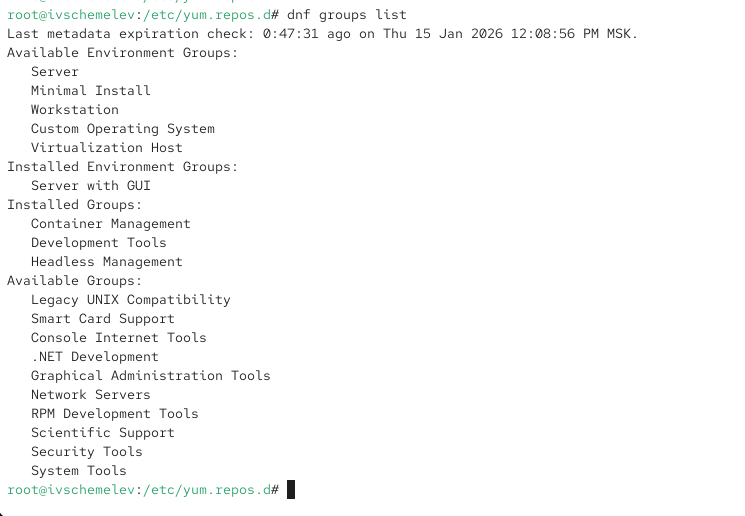 root@ivschemelev:/etc/yum.repos.d# dnf groups list
Last metadata expiration check: 0:47:31 ago on Thu 15 Jan 2026 12:08:56 PM MSK.
Available Environment Groups:
   Server
   Minimal Install
   Workstation
   Custom Operating System
   Virtualization Host
Installed Environment Groups:
   Server with GUI
Installed Groups:
   Container Management
   Development Tools
   Headless Management
Available Groups:
   Legacy UNIX Compatibility
   Smart Card Support
   Console Internet Tools
   .NET Development
   Graphical Administration Tools
   Network Servers
   RPM Development Tools
   Scientific Support
   Security Tools
   System Tools
root@ivschemelev:/etc/yum.repos.d#